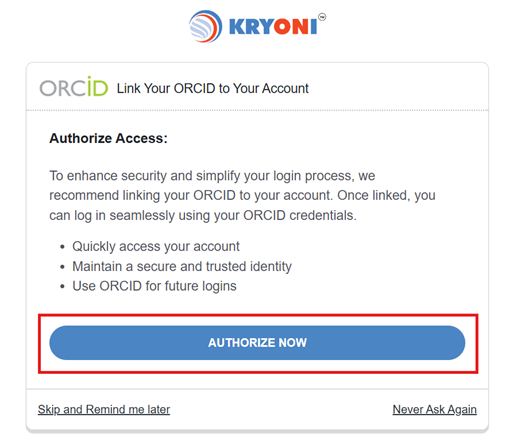 KRYONI™
ORCID Link Your ORCID to Your Account
Authorize Access:
To enhance security and simplify your login process, we
recommend linking your ORCID to your account. Once linked, you
can log in seamlessly using your ORCID credentials.
• Quickly access your account
• Maintain a secure and trusted identity
• Use ORCID for future logins
AUTHORIZE NOW
Skip and Remind me later Never Ask Again